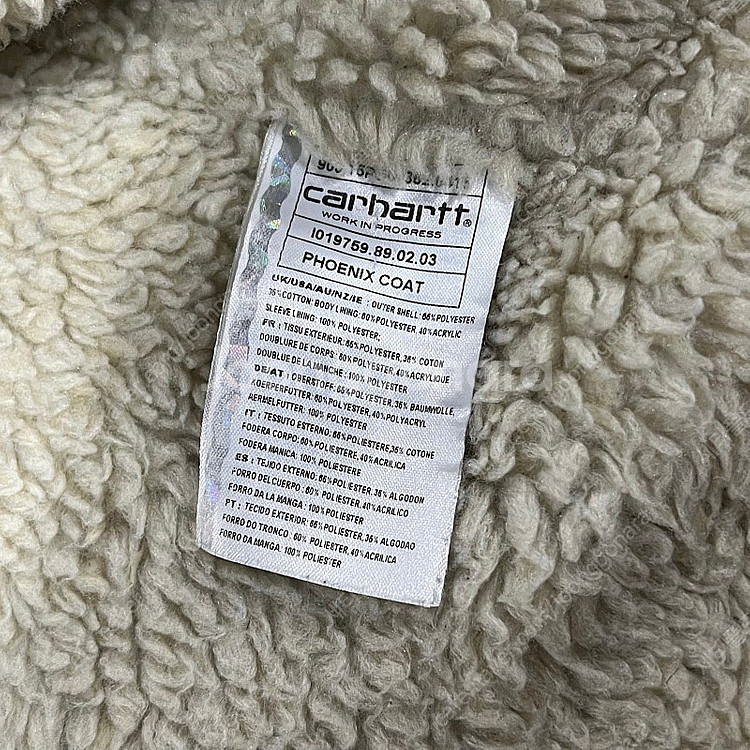 carhartt®
WORK IN PROGRESS
I019759.89.02.03
PHOENIX COAT
UK/USA/AU/NZ/IE : OUTER SHELL: 65%POLYESTER
35%COTTON; BODY LINING: 60%POLYESTER, 40%ACRYLIC
SLEEVE LINING: 100% POLYESTER;
FR : TISSU EXTERIEUR: 65%POLYESTER, 35% COTON
DOUBLURE DE CORPS: 60%POLYESTER, 40%ACRYLIQUE
DOUBLE DE LA MANCHE : 100% POLYESTER
DE/AT : OBERSTOFF: 65%POLYESTER, 35% BAUMWOLLE,
KOERPERFUTTER: 60%POLYESTER, 40%POLYACRYL
AERMELFUTTER: 100% POLYESTER
IT : TESSUTO ESTERNO: 65%POLIESTERE,35% COTONE
FODERA CORPO: 60% POLIESTERE, 40%ACRILICA
FODERA MANICA: 100% POLIESTERE
ES : TEJIDO EXTERNO: 65%POLIESTER, 35% ALGODON
FORRO DEL CUERPO : 60% POLIESTER, 40%ACRILICO
FORRO DA LA MANGA : 100%POLIESTER
PT : TECIDO EXTERIOR: 65%POLIESTER, 35% ALGODAO
FORRO DO TRONCO : 60% POLIESTER, 40%ACRILICA
FORRO DA MANGA: 100% POLIESTER